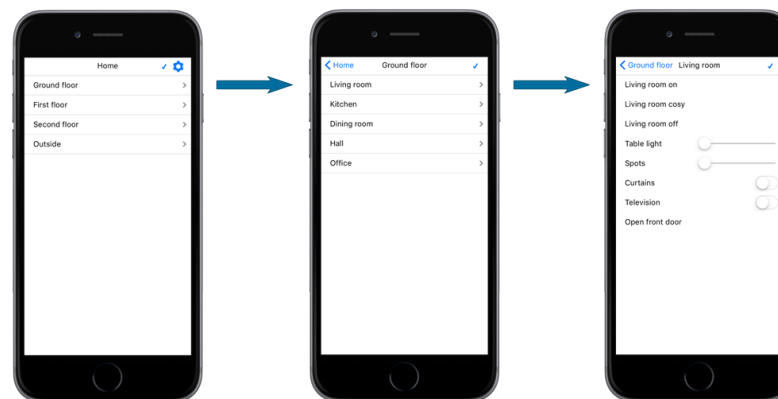 Home
Ground floor
First floor
Second floor
Outside
Home Ground floor
Living room
Kitchen
Dining room
Hall
Office
Ground floor Living room
Living room on
Living room cosy
Living room off
Table light
Spots
Curtains
Television
Open front door